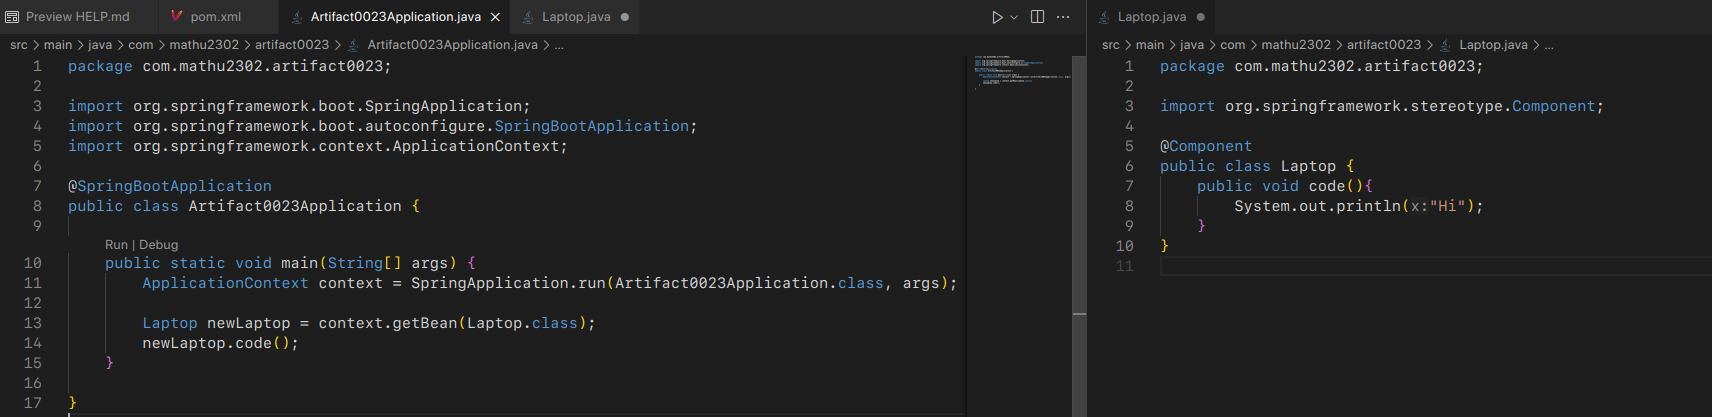 Preview HELP.md
pom.xml
Artifact0023Application.java
Laptop.java
src > main > java > com > mathu2302 > artifact0023 > Artifact0023Application.java > ...
1 package com.mathu2302.artifact0023;
2
3 import org.springframework.boot.SpringApplication;
4 import org.springframework.boot.autoconfigure.SpringBootApplication;
5 import org.springframework.context.ApplicationContext;
6
7 @SpringBootApplication
8 public class Artifact0023Application {
9
Run | Debug
10 public static void main(String[] args) {
11 ApplicationContext context = SpringApplication.run(Artifact0023Application.class, args);
12
13 Laptop newLaptop = context.getBean(Laptop.class);
14 newLaptop.code();
15 }
16
17 }
Laptop.java
src > main > java > com > mathu2302 > artifact0023 > Laptop.java > ...
1 package com.mathu2302.artifact0023;
2
3 import org.springframework.stereotype.Component;
4
5 @Component
6 public class Laptop {
7 public void code(){
8 System.out.println(x:"Hi");
9 }
10 }
11